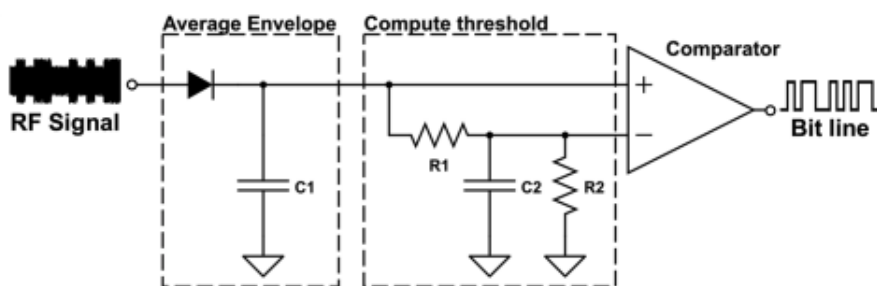 Average Envelope
Compute threshold
Comparator
RF Signal
+
−
Bit line
R1
C1
C2
R2